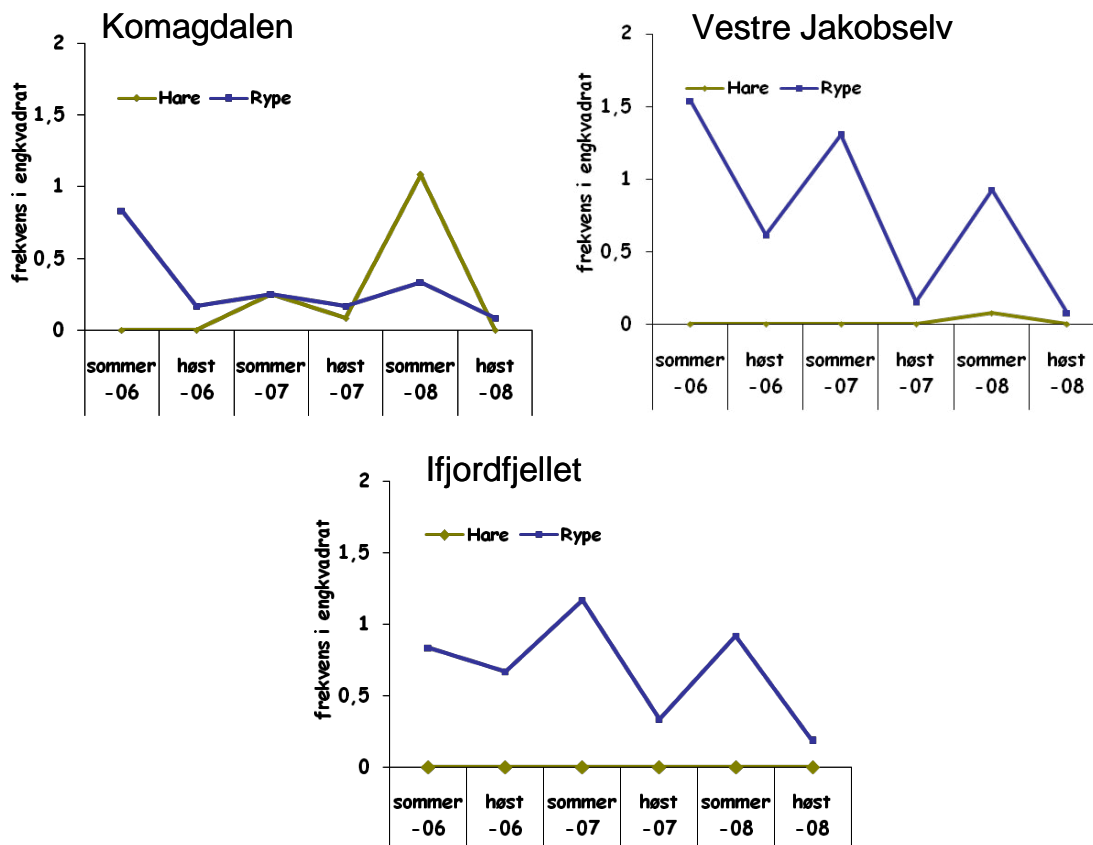 Komagdalen
frekvens i engkvadrat
2
1,5
1
0,5
0
Hare Rype
sommer høst sommer høst sommer høst
-06 -06 -07 -07 -08 -08
Vestre Jakobselv
frekvens i engkvadrat
2
1,5
1
0,5
0
Hare Rype
sommer høst sommer høst sommer høst
-06 -06 -07 -07 -08 -08
Ifjordfjellet
frekvens i engkvadrat
2
1,5
1
0,5
0
Hare Rype
sommer høst sommer høst sommer høst
-06 -06 -07 -07 -08 -08